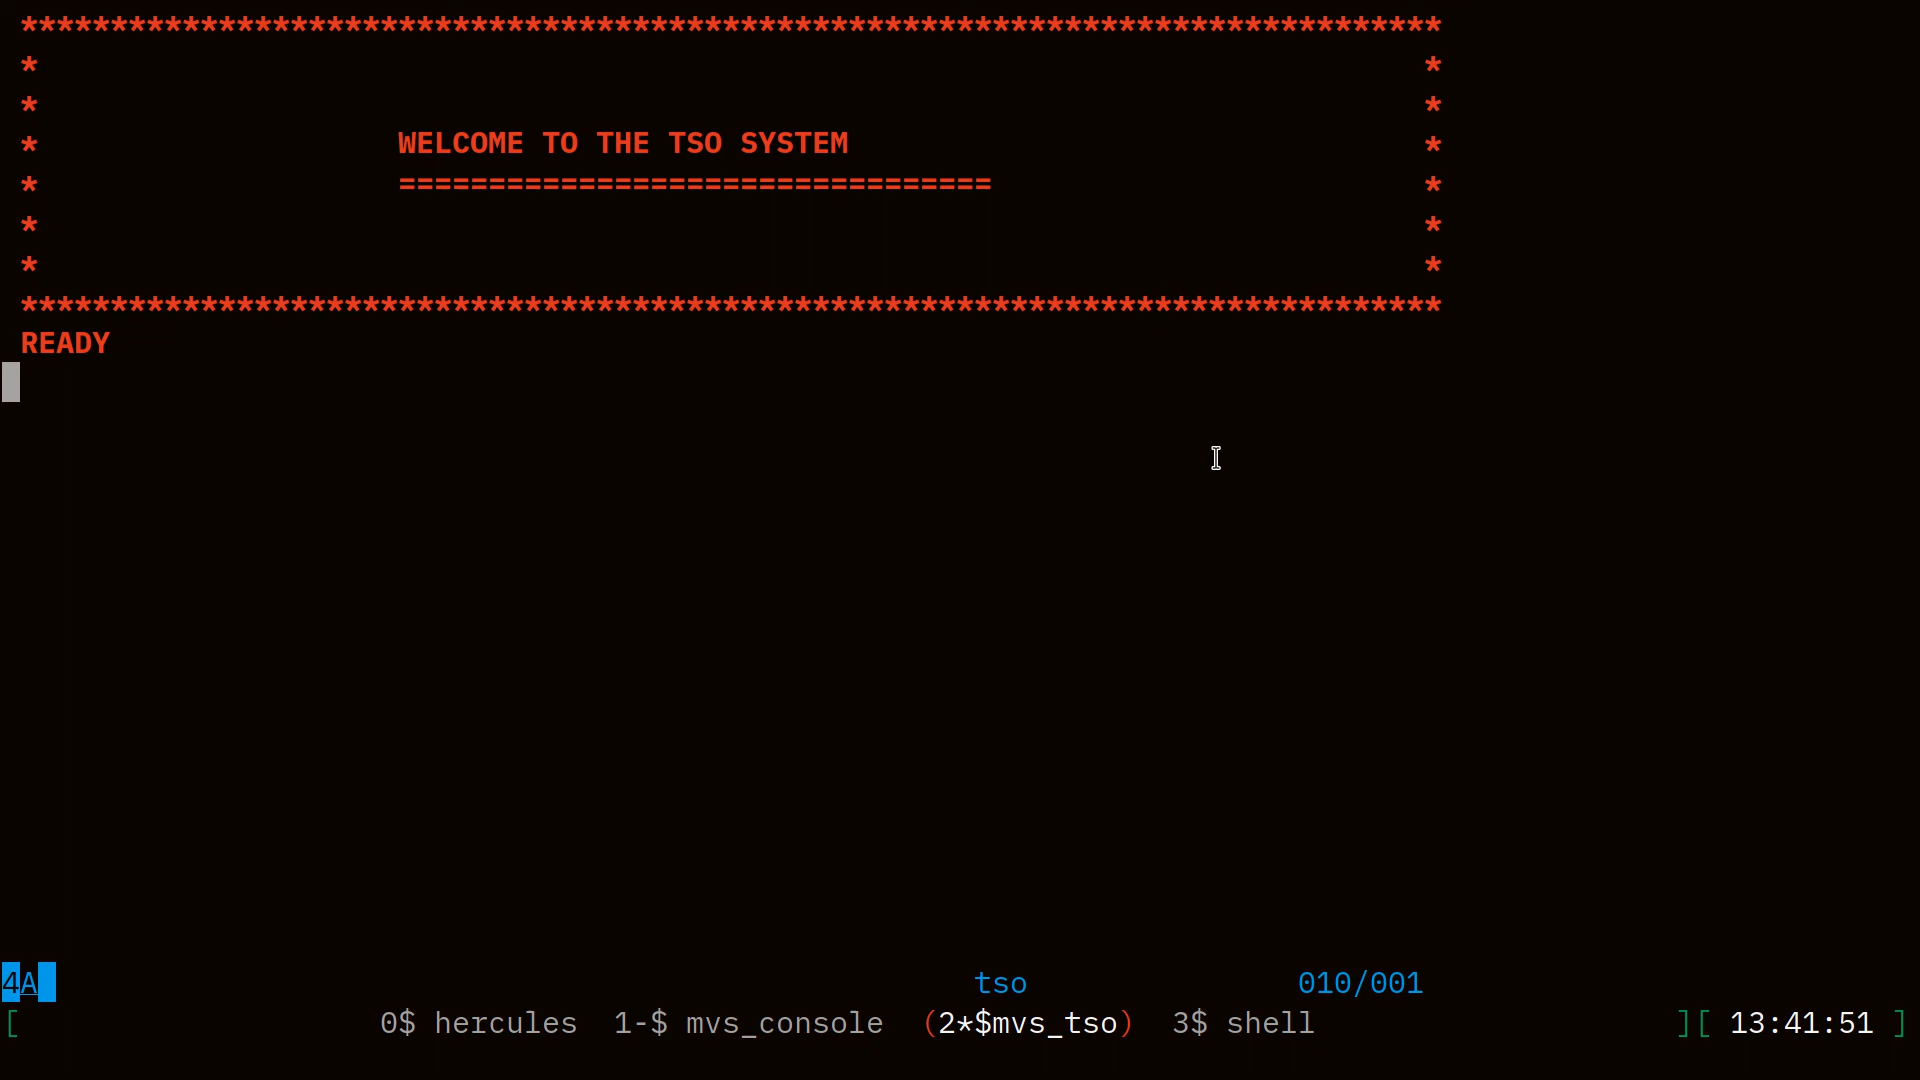 *******************************************************************************
* *
* *
* WELCOME TO THE TSO SYSTEM *
* ================================= *
* *
* *
*******************************************************************************
READY
4A tso 010/001
[ 0$ hercules 1-$ mvs_console (2*$mvs_tso) 3$ shell ][ 13:41:51 ]